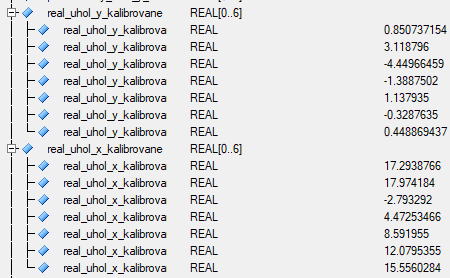 real_uhol_y_kalibrovane REAL[0..6]
real_uhol_y_kalibrova REAL 0.850737154
real_uhol_y_kalibrova REAL 3.118796
real_uhol_y_kalibrova REAL -4.44966459
real_uhol_y_kalibrova REAL -1.3887502
real_uhol_y_kalibrova REAL 1.137935
real_uhol_y_kalibrova REAL -0.3287635
real_uhol_y_kalibrova REAL 0.448869437
real_uhol_x_kalibrovane REAL[0..6]
real_uhol_x_kalibrova REAL 17.2938766
real_uhol_x_kalibrova REAL 17.974184
real_uhol_x_kalibrova REAL -2.793292
real_uhol_x_kalibrova REAL 4.47253466
real_uhol_x_kalibrova REAL 8.591955
real_uhol_x_kalibrova REAL 12.0795355
real_uhol_x_kalibrova REAL 15.5560284